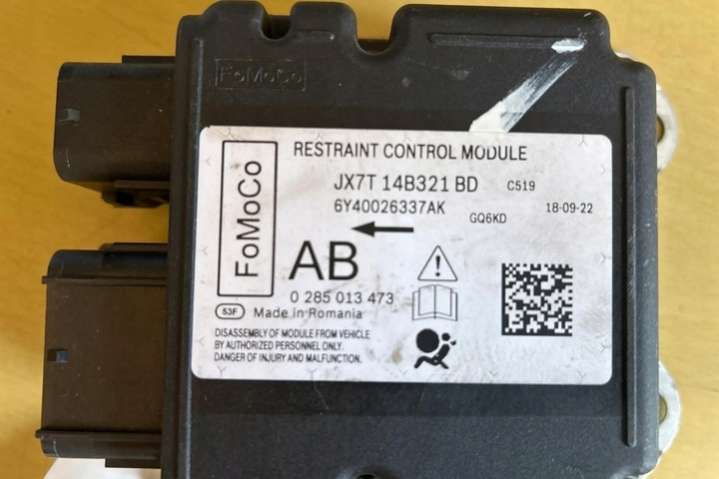 FoMoCo
FoMoCo
RESTRAINT CONTROL MODULE
JX7T 14B321 BD C519
6Y40026337AK GQ6KD 18-09-22
AB
0 285 013 473
53F Made in Romania
DISASSEMBLY OF MODULE FROM VEHICLE
BY AUTHORIZED PERSONNEL ONLY.
DANGER OF INJURY AND MALFUNCTION.